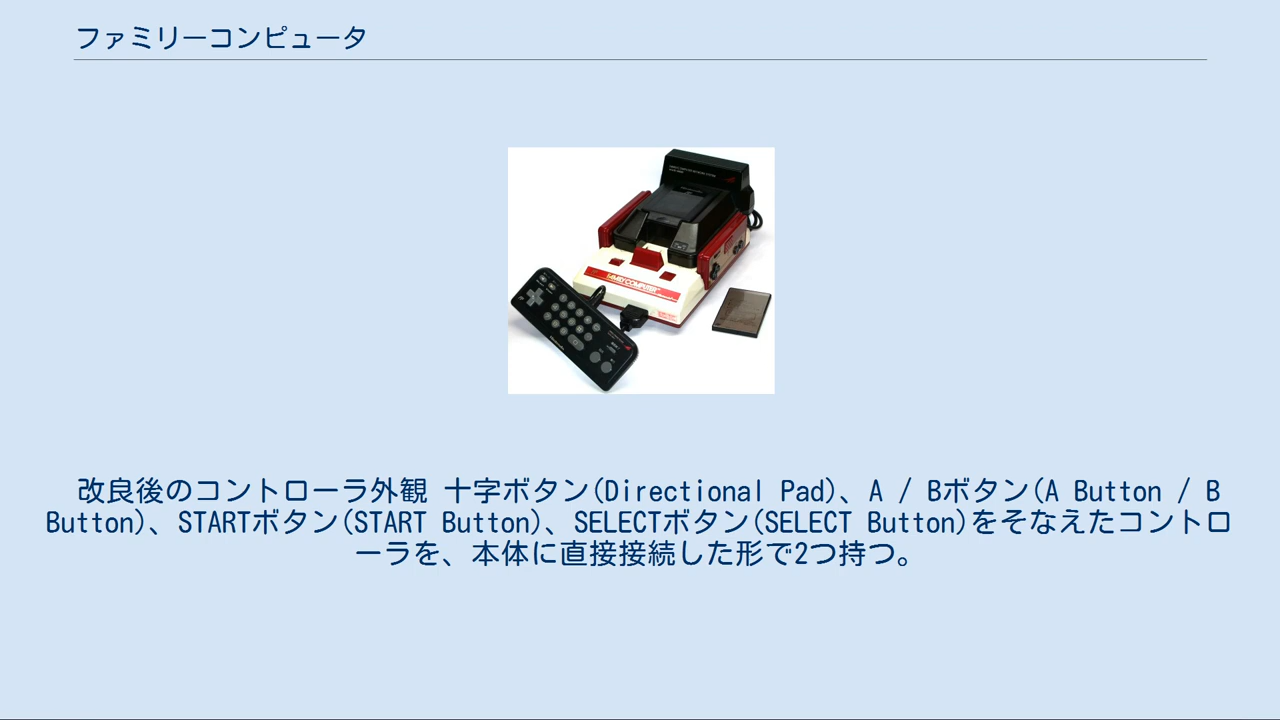 ファミリーコンピュータ
FAMILY COMPUTER
改良後のコントローラ外観 十字ボタン(Directional Pad)、A / Bボタン(A Button / B
Button)、STARTボタン(START Button)、SELECTボタン(SELECT Button)をそなえたコントロ
ーラを、本体に直接接続した形で2つ持つ。